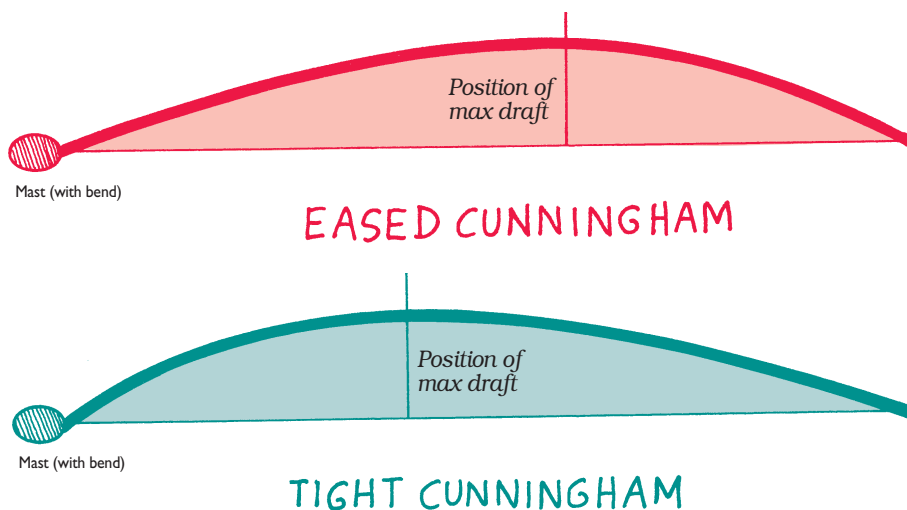 Position of
max draft
Mast (with bend)
EASED CUNNINGHAM
Position of
max draft
Mast (with bend)
TIGHT CUNNINGHAM